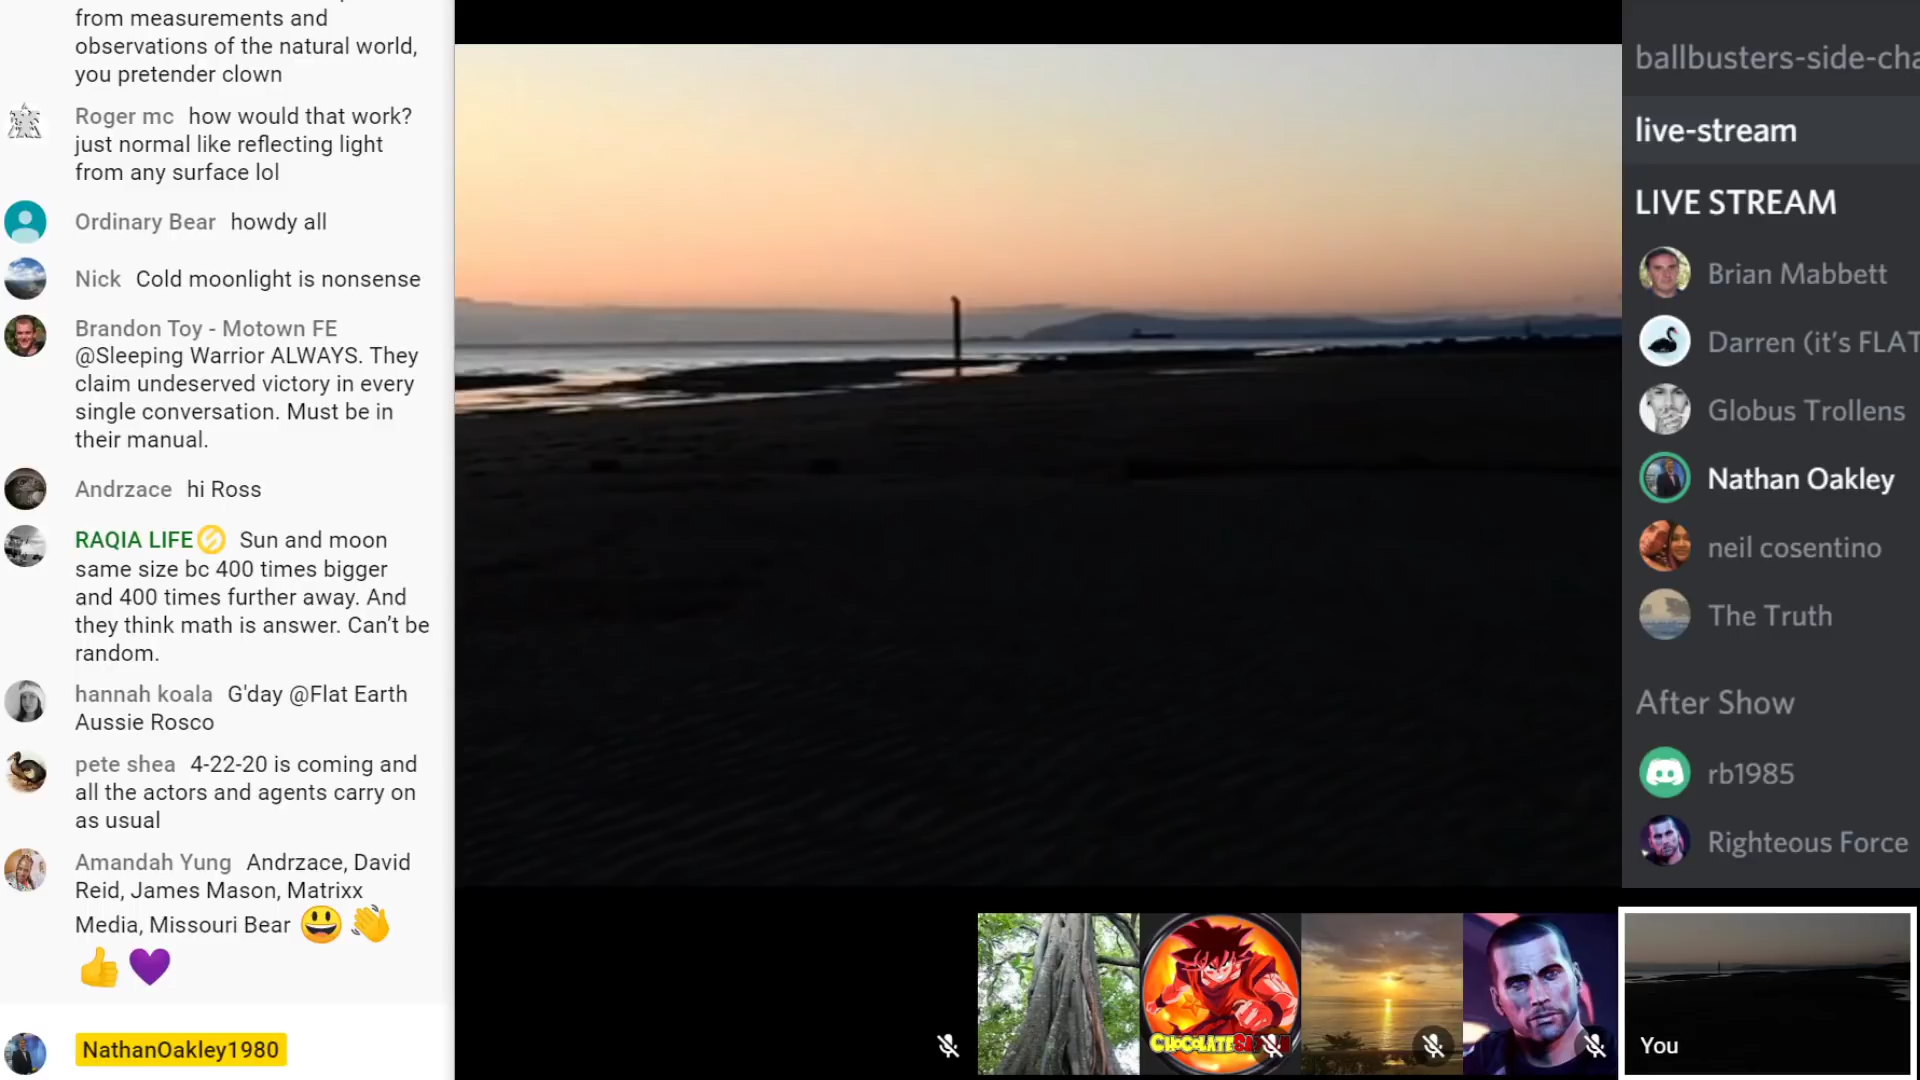 from measurements and
observations of the natural world,
you pretender clown
Roger mc how would that work?
just normal like reflecting light
from any surface lol
Ordinary Bear howdy all
Nick Cold moonlight is nonsense
Brandon Toy - Motown FE
@Sleeping Warrior ALWAYS. They
claim undeserved victory in every
single conversation. Must be in
their manual.
Andrzace hi Ross
RAQIA LIFE Sun and moon
same size bc 400 times bigger
and 400 times further away. And
they think math is answer. Can't be
random.
hannah koala G'day @Flat Earth
Aussie Rosco
pete shea 4-22-20 is coming and
all the actors and agents carry on
as usual
Amandah Yung Andrzace, David
Reid, James Mason, Matrixx
Media, Missouri Bear 😃 👋
👍 💜
NathanOakley1980
ballbusters-side-cha
live-stream
LIVE STREAM
Brian Mabbett
Darren (it's FLAT
Globus Trollens
Nathan Oakley
neil cosentino
The Truth
After Show
rb1985
Righteous Force
You